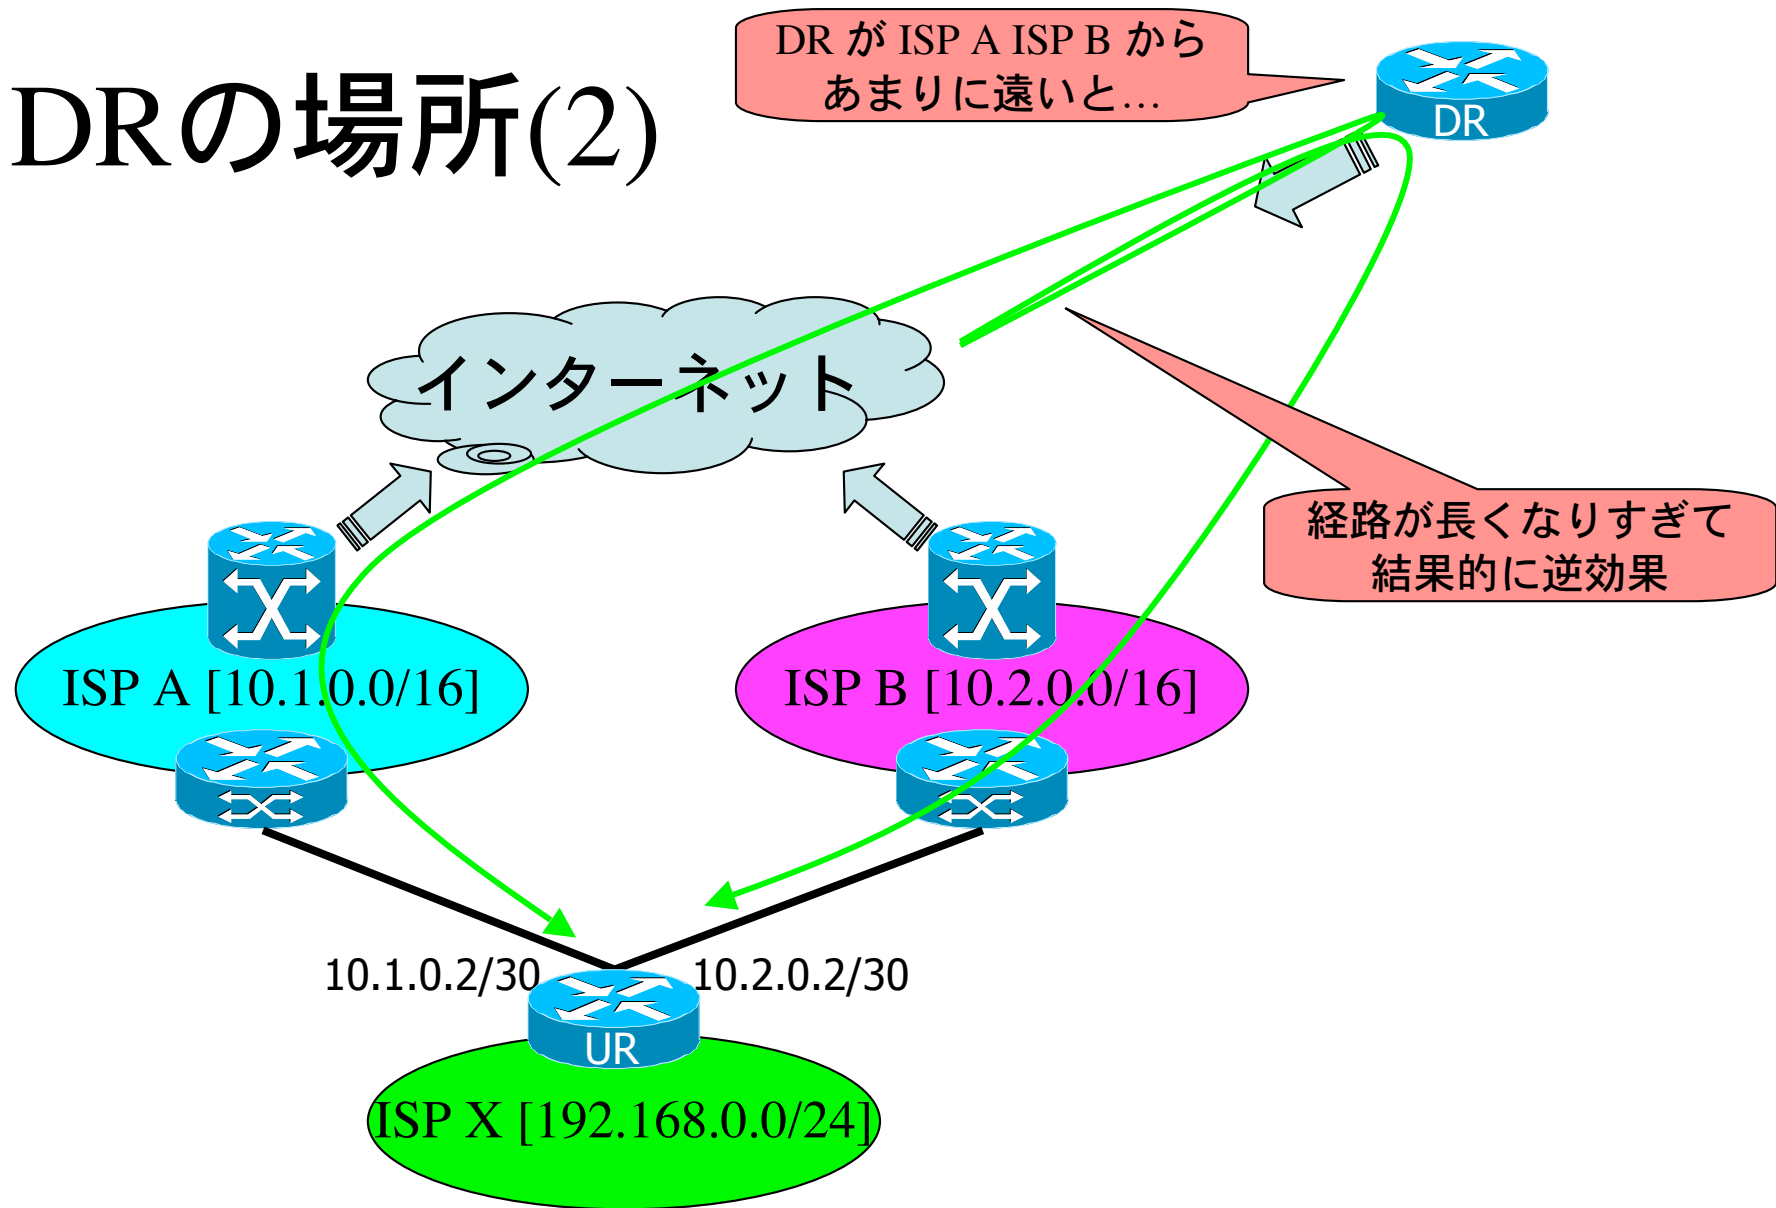 DRの場所(2)
DR が ISP A ISP B から
あまりに遠いと…
DR
インターネット
経路が長くなりすぎて
結果的に逆効果
ISP A [10.1.0.0/16]
ISP B [10.2.0.0/16]
10.1.0.2/30
10.2.0.2/30
UR
ISP X [192.168.0.0/24]